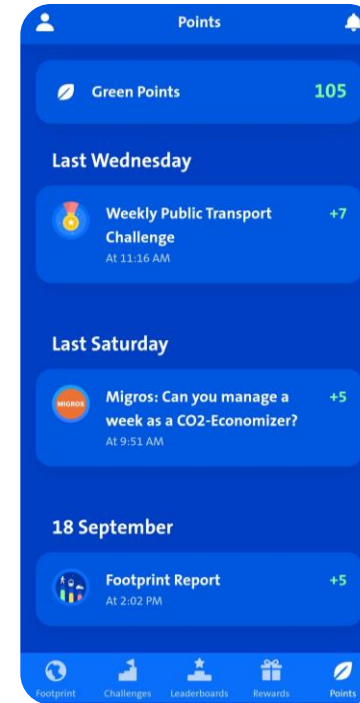 Points
Green Points 105
Last Wednesday
Weekly Public Transport +7
Challenge
At 11:16 AM
Last Saturday
MIGROS
Migros: Can you manage a +5
week as a CO2-Economizer?
At 9:51 AM
18 September
Footprint Report +5
At 2:02 PM
Footprint Challenges Leaderboards Rewards Points